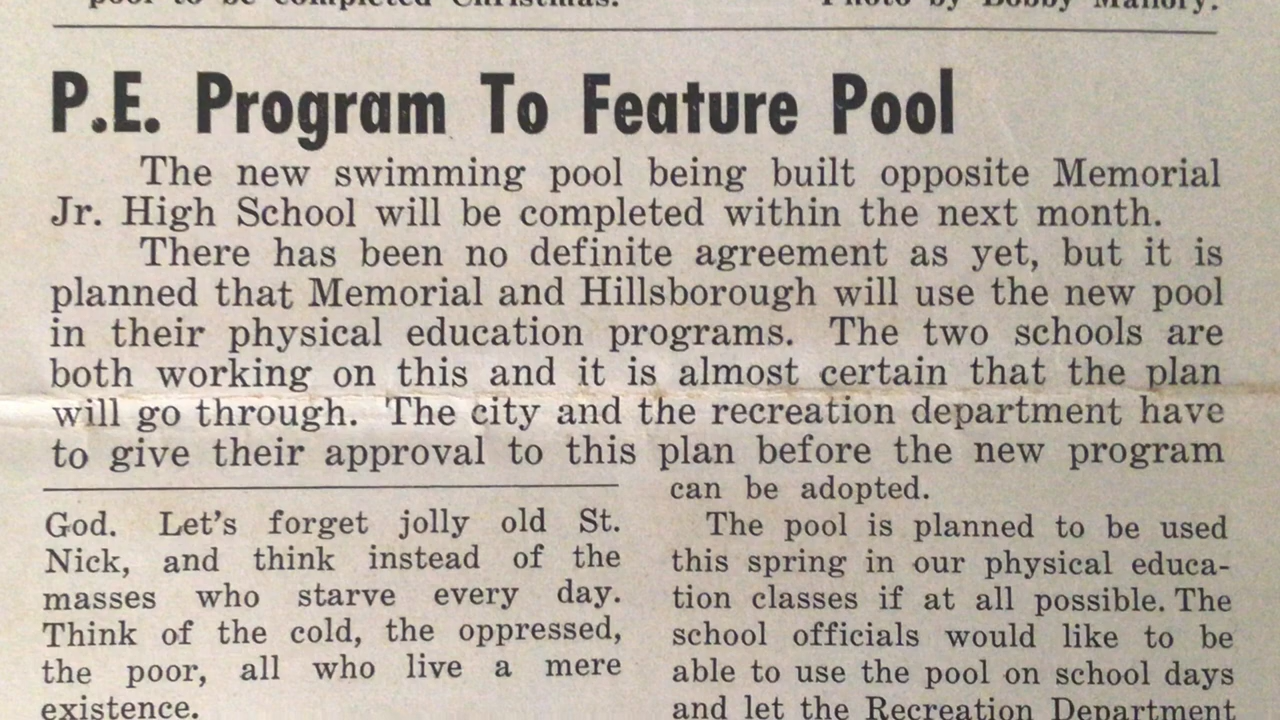 pool to be completed Christmas. Photo by Bobby Mallory.
P.E. Program To Feature Pool
The new swimming pool being built opposite Memorial
Jr. High School will be completed within the next month.
There has been no definite agreement as yet, but it is
planned that Memorial and Hillsborough will use the new pool
in their physical education programs. The two schools are
both working on this and it is almost certain that the plan
will go through. The city and the recreation department have
to give their approval to this plan before the new program
can be adopted.
The pool is planned to be used
this spring in our physical educa-
tion classes if at all possible. The
school officials would like to be
able to use the pool on school days
and let the Recreation Department
God. Let's forget jolly old St.
Nick, and think instead of the
masses who starve every day.
Think of the cold, the oppressed,
the poor, all who live a mere
existence.